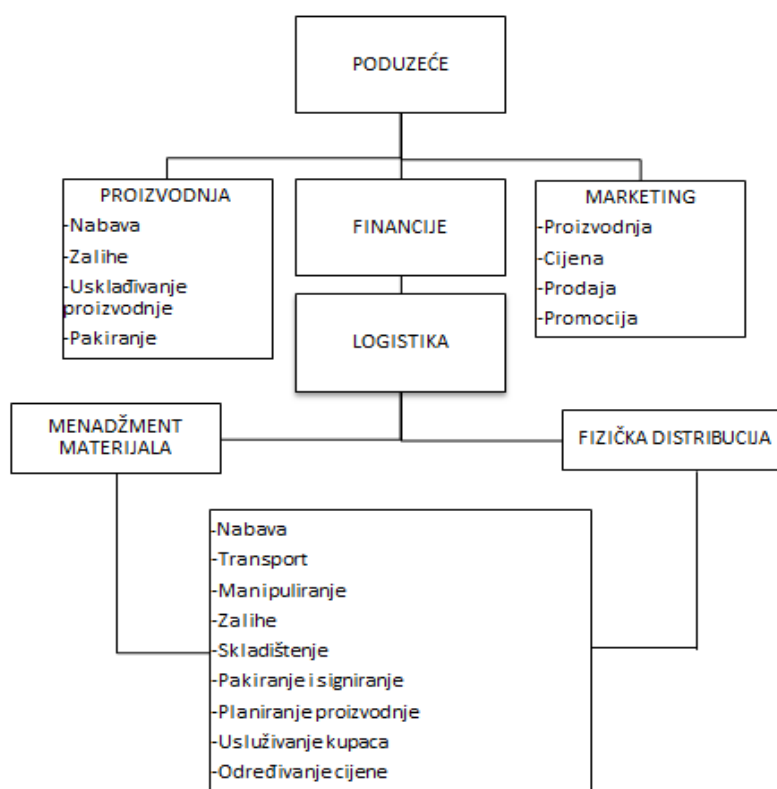 PODUZEĆE
PROIZVODNJA
-Nabava
-Zalihe
-Usklađivanje
proizvodnje
-Pakiranje
FINANCIJE
MARKETING
-Proizvodnja
-Cijena
-Prodaja
-Promocija
LOGISTIKA
MENADŽMENT
MATERIJALA
FIZIČKA DISTRIBUCIJA
-Nabava
-Transport
-Manipuliranje
-Zalihe
-Skladištenje
-Pakiranje i signiranje
-Planiranje proizvodnje
-Usluživanje kupaca
-Određivanje cijene